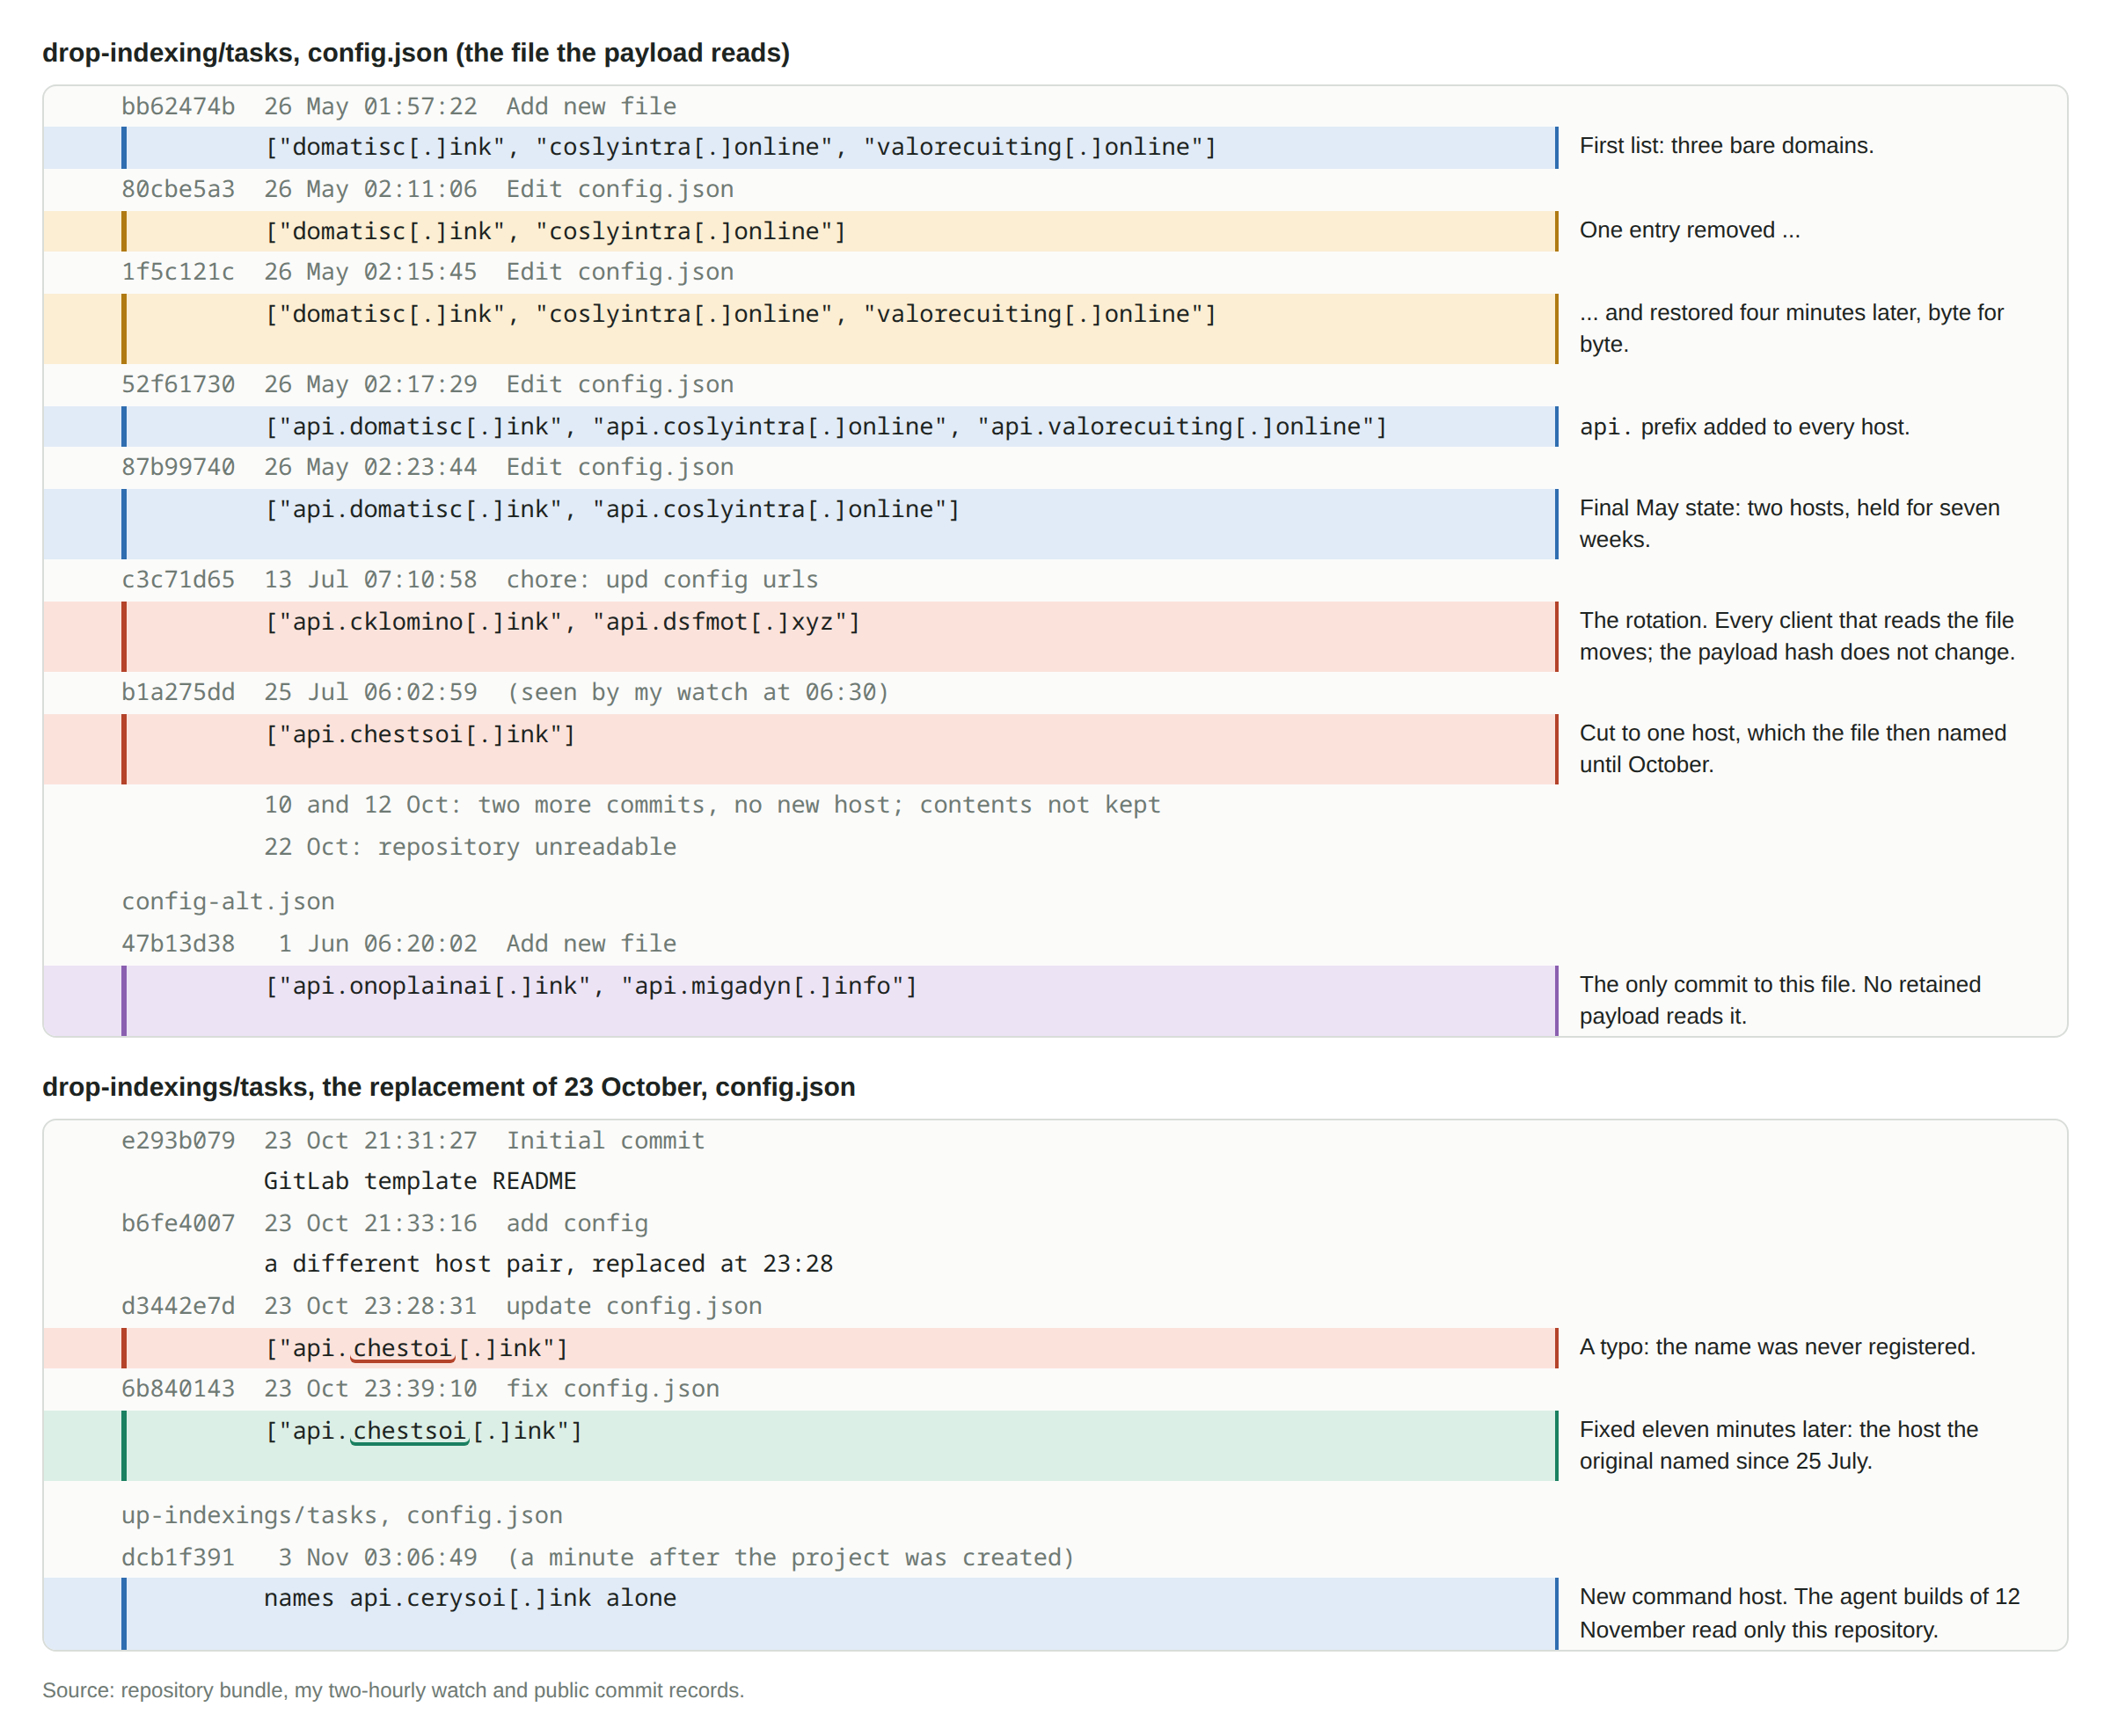 drop-indexing/tasks, config.json (the file the payload reads)
bb62474b  26 May 01:57:22  Add new file
["domatisc[.]ink", "coslyintra[.]online", "valorecuiting[.]online"]
First list: three bare domains.
80cbe5a3  26 May 02:11:06  Edit config.json
["domatisc[.]ink", "coslyintra[.]online"]
One entry removed ...
1f5c121c  26 May 02:15:45  Edit config.json
["domatisc[.]ink", "coslyintra[.]online", "valorecuiting[.]online"]
... and restored four minutes later, byte for
byte.
52f61730  26 May 02:17:29  Edit config.json
["api.domatisc[.]ink", "api.coslyintra[.]online", "api.valorecuiting[.]online"]
api. prefix added to every host.
87b99740  26 May 02:23:44  Edit config.json
["api.domatisc[.]ink", "api.coslyintra[.]online"]
Final May state: two hosts, held for seven
weeks.
c3c71d65  13 Jul 07:10:58  chore: upd config urls
["api.cklomino[.]ink", "api.dsfmot[.]xyz"]
The rotation. Every client that reads the file
moves; the payload hash does not change.
b1a275dd  25 Jul 06:02:59  (seen by my watch at 06:30)
["api.chestsoi[.]ink"]
Cut to one host, which the file then named
until October.
10 and 12 Oct: two more commits, no new host; contents not kept
22 Oct: repository unreadable
config-alt.json
47b13d38   1 Jun 06:20:02  Add new file
["api.onoplainai[.]ink", "api.migadyn[.]info"]
The only commit to this file. No retained
payload reads it.
drop-indexings/tasks, the replacement of 23 October, config.json
e293b079  23 Oct 21:31:27  Initial commit
GitLab template README
b6fe4007  23 Oct 21:33:16  add config
a different host pair, replaced at 23:28
d3442e7d  23 Oct 23:28:31  update config.json
["api.chestoi[.]ink"]
A typo: the name was never registered.
6b840143  23 Oct 23:39:10  fix config.json
["api.chestsoi[.]ink"]
Fixed eleven minutes later: the host the
original named since 25 July.
up-indexings/tasks, config.json
dcb1f391   3 Nov 03:06:49  (a minute after the project was created)
names api.cerysoi[.]ink alone
New command host. The agent builds of 12
November read only this repository.
Source: repository bundle, my two-hourly watch and public commit records.